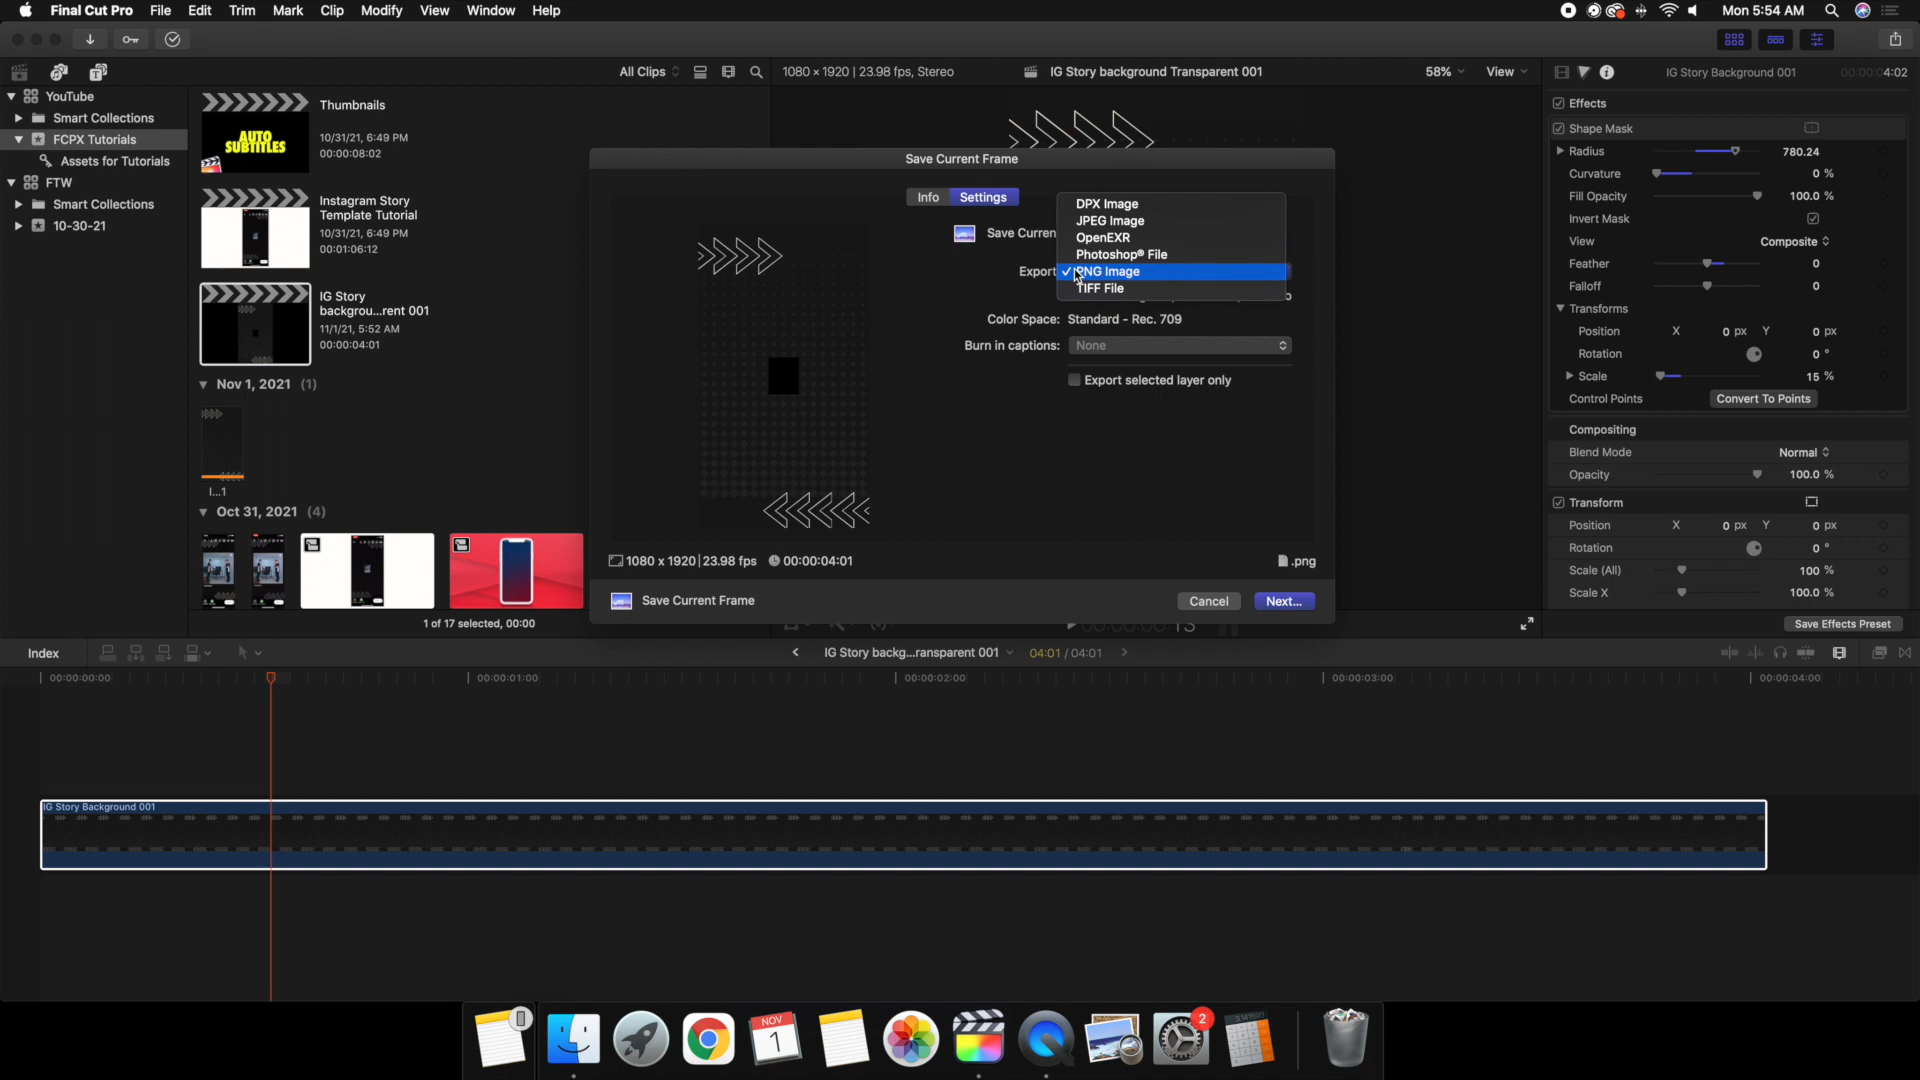 Final Cut Pro File Edit Trim Mark Clip Modify View Window Help
Mon 5:54 AM
All Clips
1080 × 1920 | 23.98 fps, Stereo
IG Story background Transparent 001
58%
View
IG Story Background 001
00:00:04:02
YouTube
Smart Collections
FCPX Tutorials
Assets for Tutorials
FTW
Smart Collections
10-30-21
AUTO
SUBTITLES
Thumbnails
10/31/21, 6:49 PM
00:00:08:02
Instagram Story
Template Tutorial
10/31/21, 6:49 PM
00:01:06:12
IG Story
backgrou...rent 001
11/1/21, 5:52 AM
00:00:04:01
Nov 1, 2021 (1)
I...1
Oct 31, 2021 (4)
1 of 17 selected, 00:00
Save Current Frame
Info
Settings
Save Curren
Export
DPX Image
JPEG Image
OpenEXR
Photoshop® File
✓ PNG Image
TIFF File
Color Space: Standard - Rec. 709
Burn in captions: None
Export selected layer only
1080 x 1920 | 23.98 fps
00:00:04:01
.png
Save Current Frame
Cancel
Next...
Effects
Shape Mask
Radius 780.24
Curvature 0 %
Fill Opacity 100.0 %
Invert Mask
View Composite
Feather 0
Falloff 0
Transforms
Position X 0 px Y 0 px
Rotation 0 °
Scale 15 %
Control Points Convert To Points
Compositing
Blend Mode Normal
Opacity 100.0 %
Transform
Position X 0 px Y 0 px
Rotation 0 °
Scale (All) 100 %
Scale X 100.0 %
Save Effects Preset
Index
IG Story backg...ransparent 001
04:01 / 04:01
00:00:00:00
00:00:01:00
00:00:02:00
00:00:03:00
00:00:04:00
IG Story Background 001
NOV
1
2